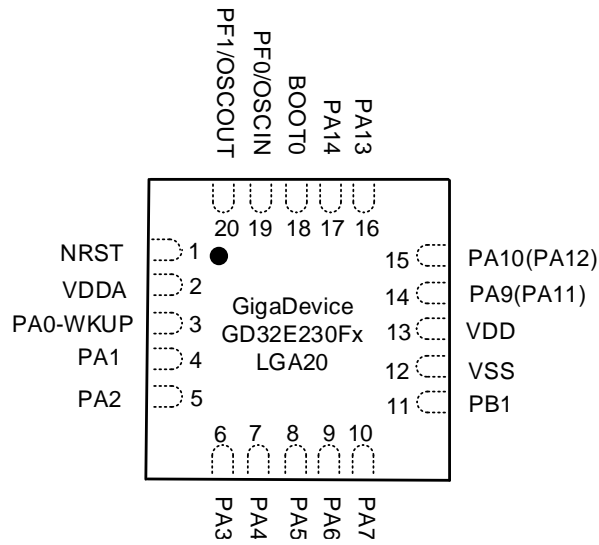 PF1/OSCOUT
PF0/OSCIN
BOOT0
PA14
PA13
20 19 18 17 16
NRST 1
VDDA 2
PA0-WKUP 3
PA1 4
PA2 5
GigaDevice
GD32E230Fx
LGA20
15 PA10(PA12)
14 PA9(PA11)
13 VDD
12 VSS
11 PB1
6 7 8 9 10
PA3
PA4
PA5
PA6
PA7